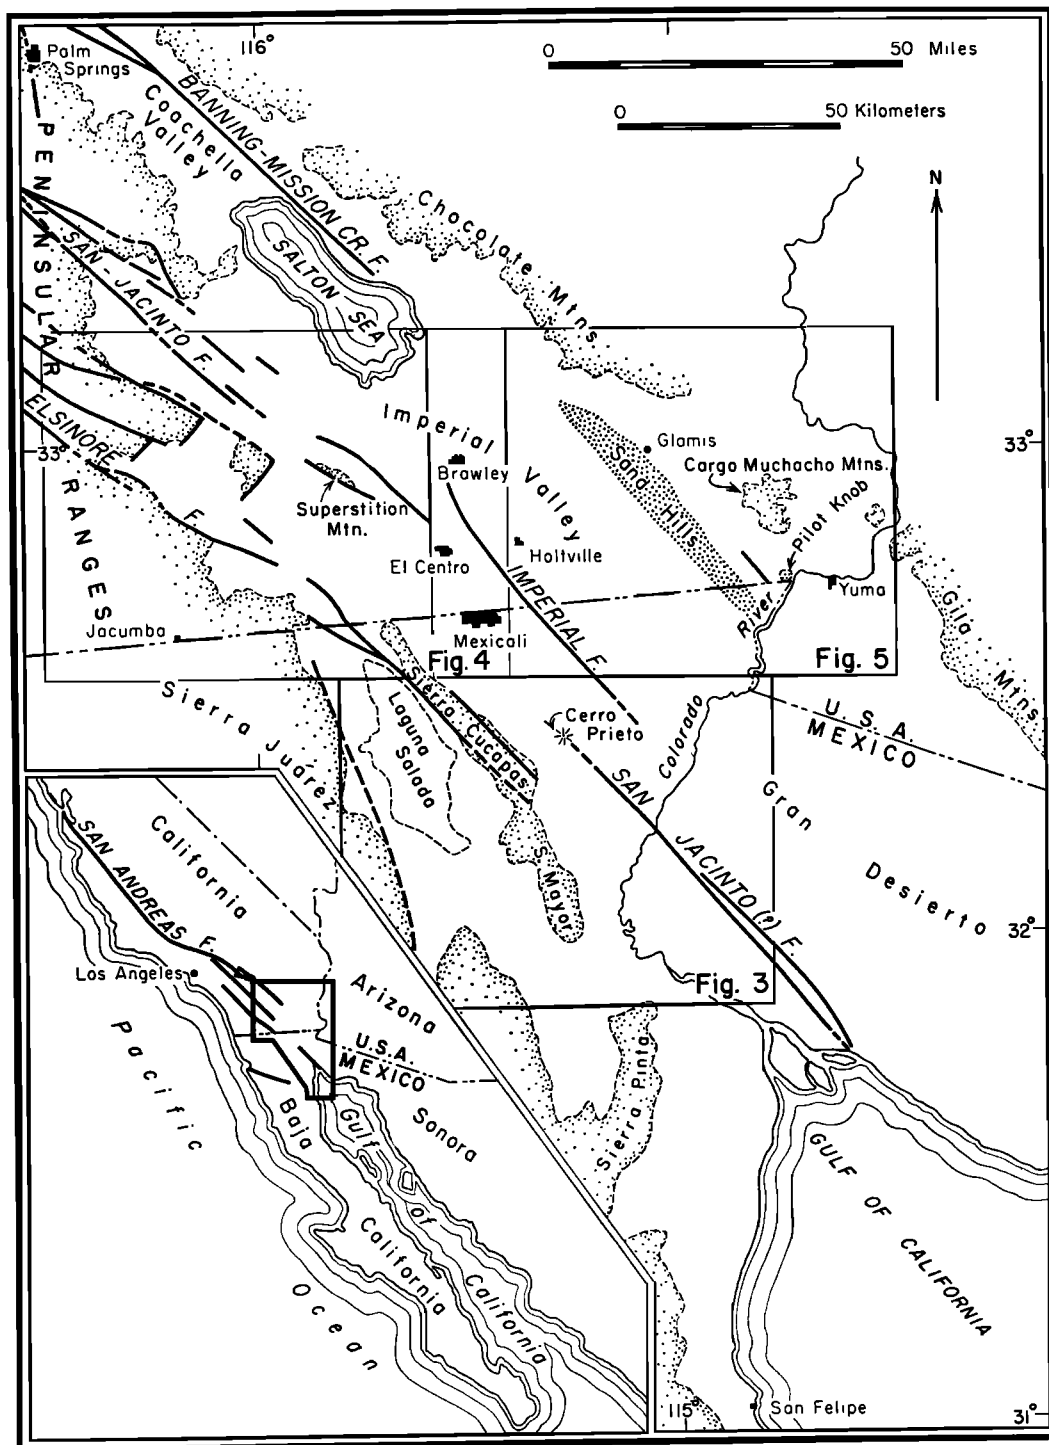 116°
Palm
Springs
0 50 Miles
0 50 Kilometers
N
BANNING-MISSION CR. F.
Coachella
Valley
PENINSULAR
RANGES
Chocolate Mtns
SALTON
SEA
SAN-JACINTO F.
ELSINORE F.
33°
33°
Imperial
Valley
Brawley
Glamis
Sand Hills
Cargo Muchacho Mtns.
Pilot Knob
Superstition
Mtn.
El Centro
Holtville
IMPERIAL F.
River
Yuma
Gila Mtns
Jacumba
Mexicali
Fig. 4
Fig. 5
Sierra Juárez
Laguna
Salada
Sierra Cucapas
Cerro
Prieto
Colorado
U. S. A.
MEXICO
SAN JACINTO (?) F.
Gran
Desierto
S. Mayor
32°
Fig. 3
SAN ANDREAS F.
California
Los Angeles
Arizona
U.S.A.
MEXICO
Pacific
Ocean
Baja
California
Gulf
of
California
Sonora
Sierra Pinta
GULF OF CALIFORNIA
San Felipe
115°
31°